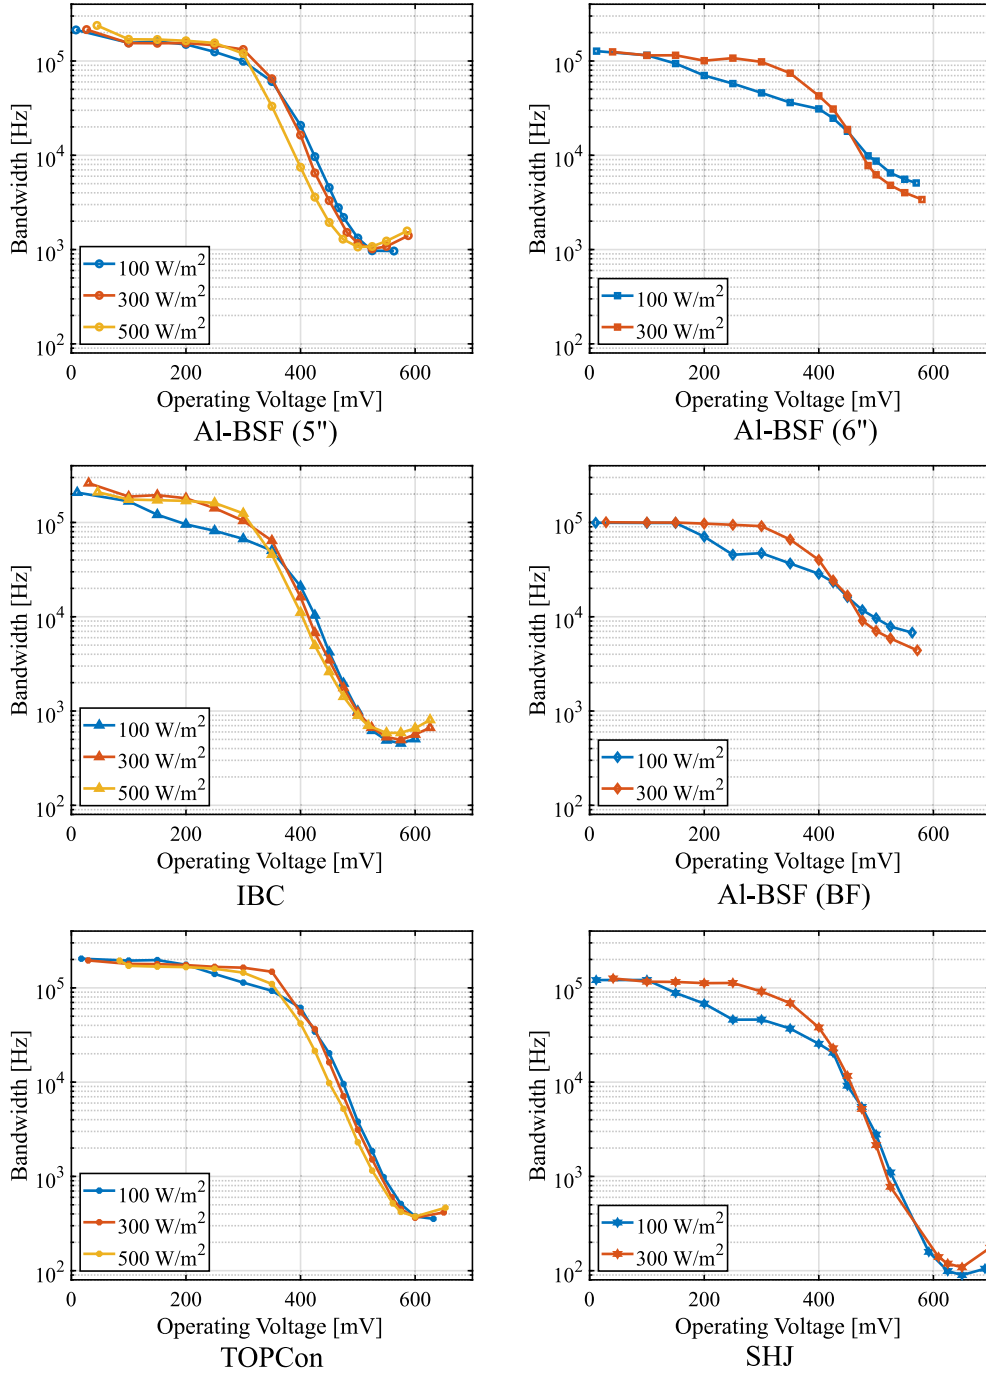 Bandwidth [Hz]
10^5
10^4
10^3
10^2
100 W/m^2
300 W/m^2
500 W/m^2
0 200 400 600
Operating Voltage [mV]
Al-BSF (5")
Bandwidth [Hz]
10^5
10^4
10^3
10^2
100 W/m^2
300 W/m^2
0 200 400 600
Operating Voltage [mV]
Al-BSF (6")
Bandwidth [Hz]
10^5
10^4
10^3
10^2
100 W/m^2
300 W/m^2
500 W/m^2
0 200 400 600
Operating Voltage [mV]
IBC
Bandwidth [Hz]
10^5
10^4
10^3
10^2
100 W/m^2
300 W/m^2
0 200 400 600
Operating Voltage [mV]
Al-BSF (BF)
Bandwidth [Hz]
10^5
10^4
10^3
10^2
100 W/m^2
300 W/m^2
500 W/m^2
0 200 400 600
Operating Voltage [mV]
TOPCon
Bandwidth [Hz]
10^5
10^4
10^3
10^2
100 W/m^2
300 W/m^2
0 200 400 600
Operating Voltage [mV]
SHJ